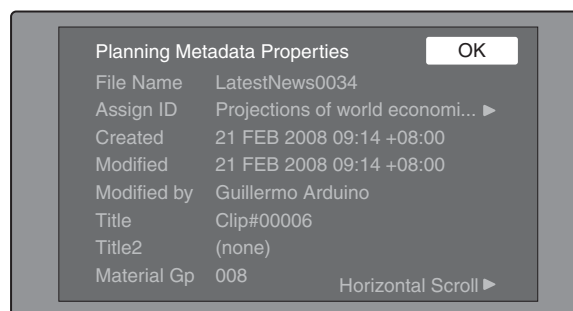 Planning Metadata Properties OK
File Name LatestNews0034
Assign ID Projections of world economi... ▶
Created 21 FEB 2008 09:14 +08:00
Modified 21 FEB 2008 09:14 +08:00
Modified by Guillermo Arduino
Title Clip#00006
Title2 (none)
Material Gp 008
Horizontal Scroll ▶